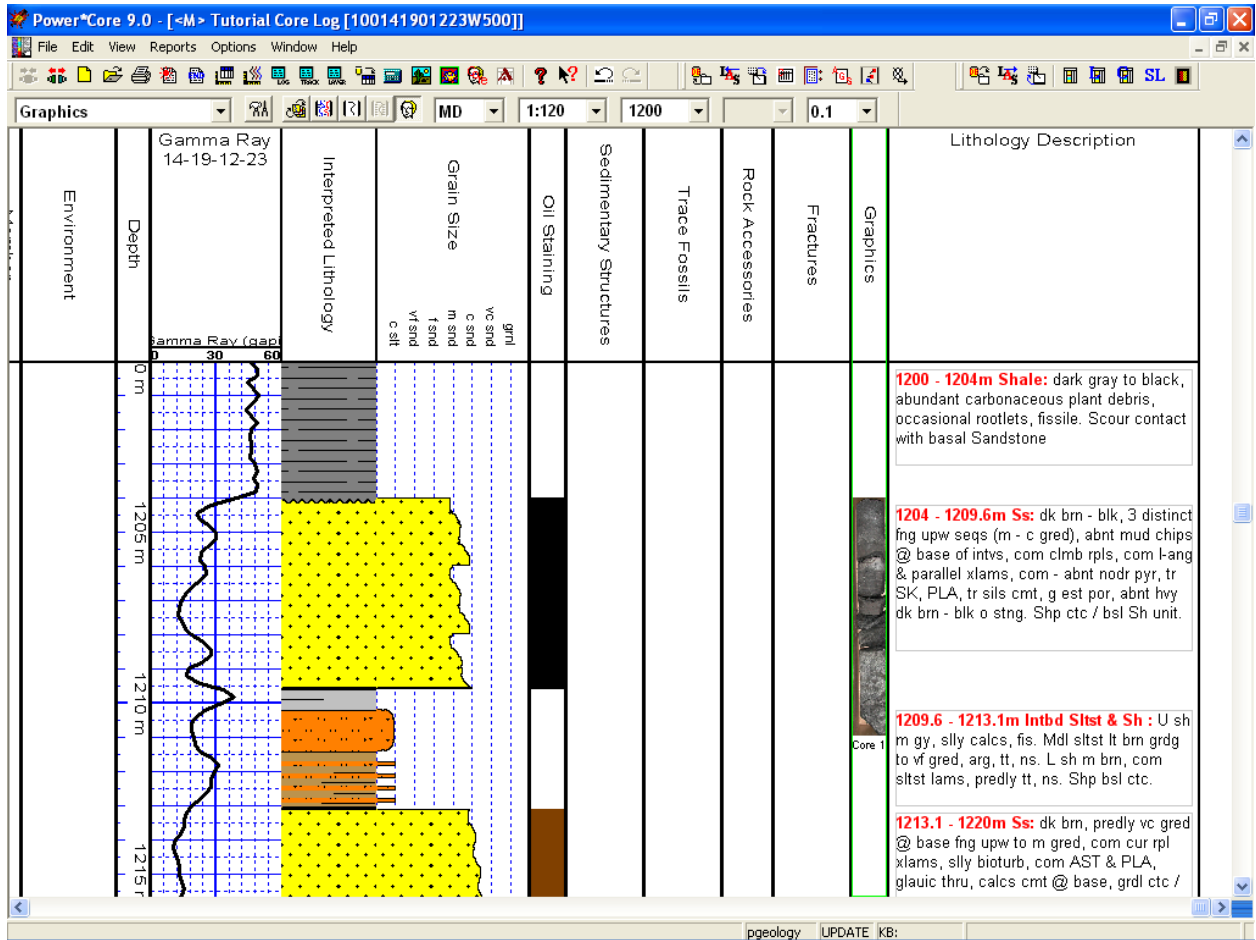 Power*Core 9.0 - [<M> Tutorial Core Log [100141901223W500]]
File Edit View Reports Options Window Help
SL
Graphics MD 1:120 1200 0.1
Environment
Depth
Gamma Ray
14-19-12-23
Gamma Ray (gapi
0 30 60
Interpreted Lithology
Grain Size
c slt
vf snd
f snd
m snd
c snd
vc snd
grnl
Oil Staining
Sedimentary Structures
Trace Fossils
Rock Accessories
Fractures
Graphics
Lithology Description
0 m
1205 m
1210 m
1215 m
Core 1
1200 - 1204m Shale: dark gray to black,
abundant carbonaceous plant debris,
occasional rootlets, fissile. Scour contact
with basal Sandstone
1204 - 1209.6m Ss: dk brn - blk, 3 distinct
fng upw seqs (m - c gred), abnt mud chips
@ base of intvs, com clmb rpls, com l-ang
& parallel xlams, com - abnt nodr pyr, tr
SK, PLA, tr sils cmt, g est por, abnt hvy
dk brn - blk o stng. Shp ctc / bsl Sh unit.
1209.6 - 1213.1m Intbd Sltst & Sh : U sh
m gy, slly calcs, fis. Mdl sltst lt brn grdg
to vf gred, arg, tt, ns. L sh m brn, com
sltst lams, predly tt, ns. Shp bsl ctc.
1213.1 - 1220m Ss: dk brn, predly vc gred
@ base fng upw to m gred, com cur rpl
xlams, slly bioturb, com AST & PLA,
glauic thru, calcs cmt @ base, grdl ctc /
pgeology UPDATE KB: